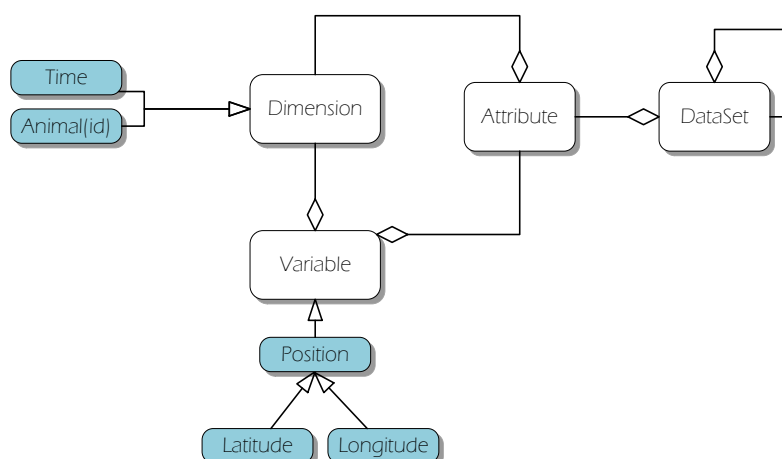 Time
Animal(id)
Dimension
Attribute
DataSet
Variable
Position
Latitude
Longitude